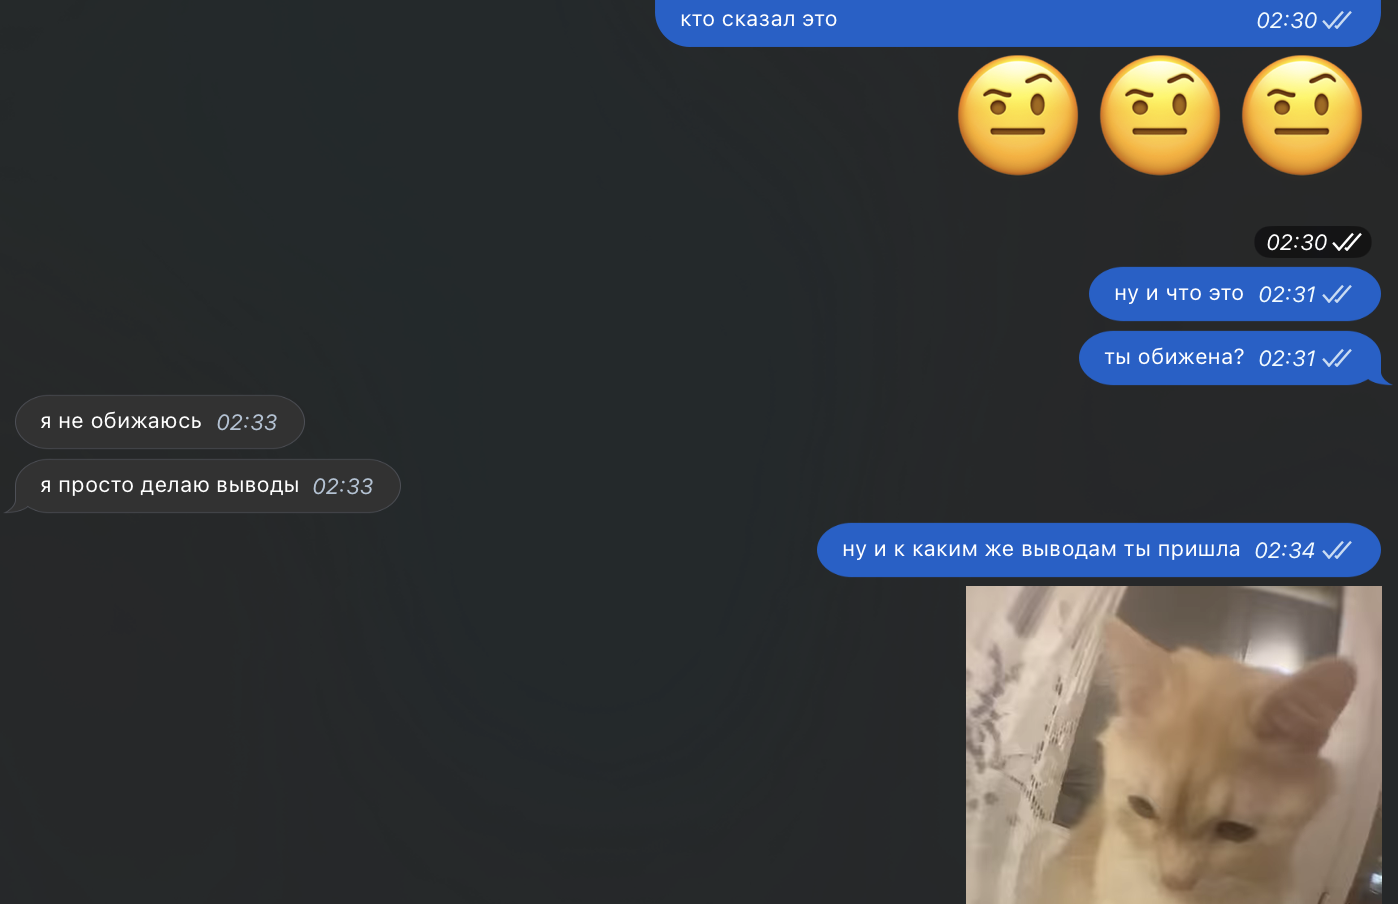 кто сказал это 02:30
🤨🤨🤨
02:30
ну и что это 02:31
ты обижена? 02:31
я не обижаюсь 02:33
я просто делаю выводы 02:33
ну и к каким же выводам ты пришла 02:34